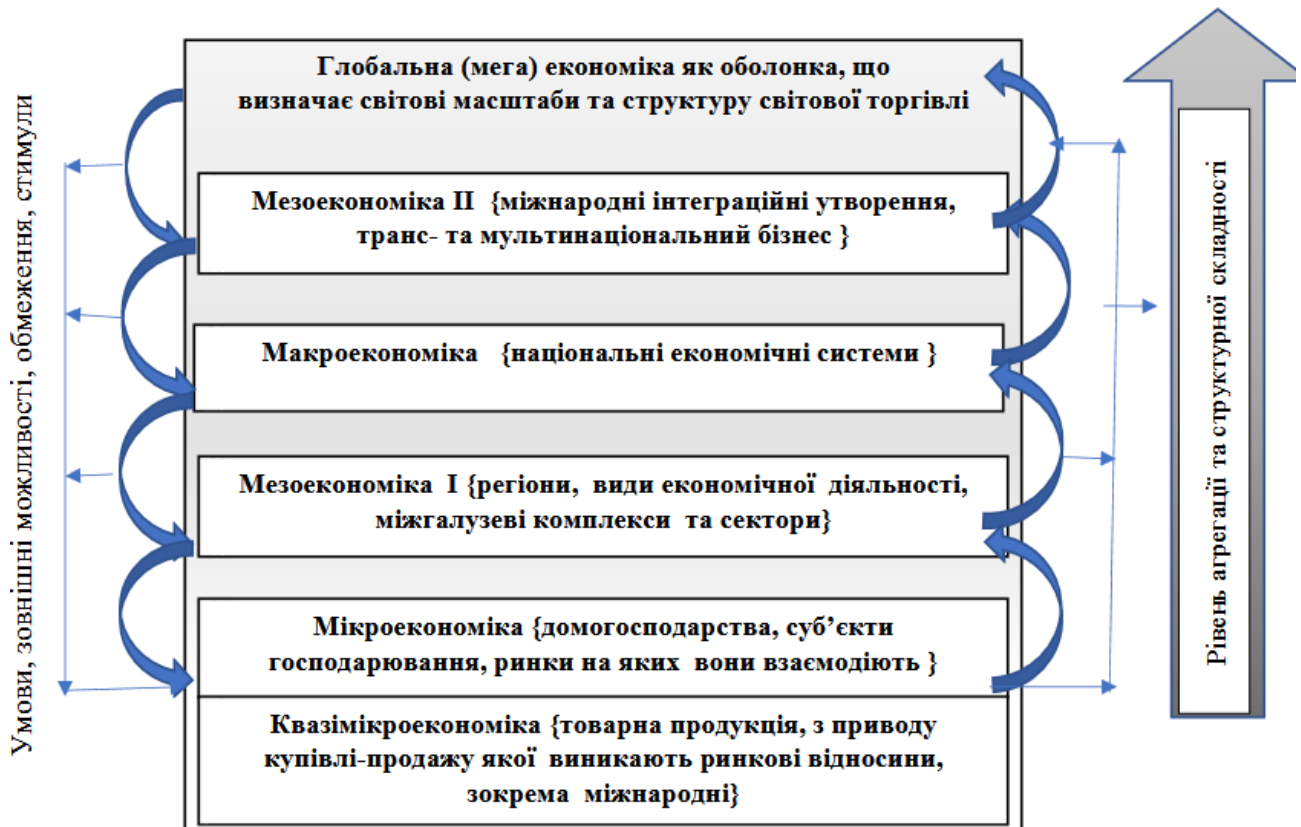 Глобальна (мега) економіка як оболонка, що
визначає світові масштаби та структуру світової торгівлі
Мезоекономіка ІІ {міжнародні інтеграційні утворення,
транс- та мультинаціональний бізнес }
Макроекономіка {національні економічні системи }
Мезоекономіка І {регіони, види економічної діяльності,
міжгалузеві комплекси та сектори}
Мікроекономіка {домогосподарства, суб’єкти
господарювання, ринки на яких вони взаємодіють }
Квазімікроекономіка {товарна продукція, з приводу
купівлі-продажу якої виникають ринкові відносини,
зокрема міжнародні}
Умови, зовнішні можливості, обмеження, стимули
Рівень агрегації та структурної складності